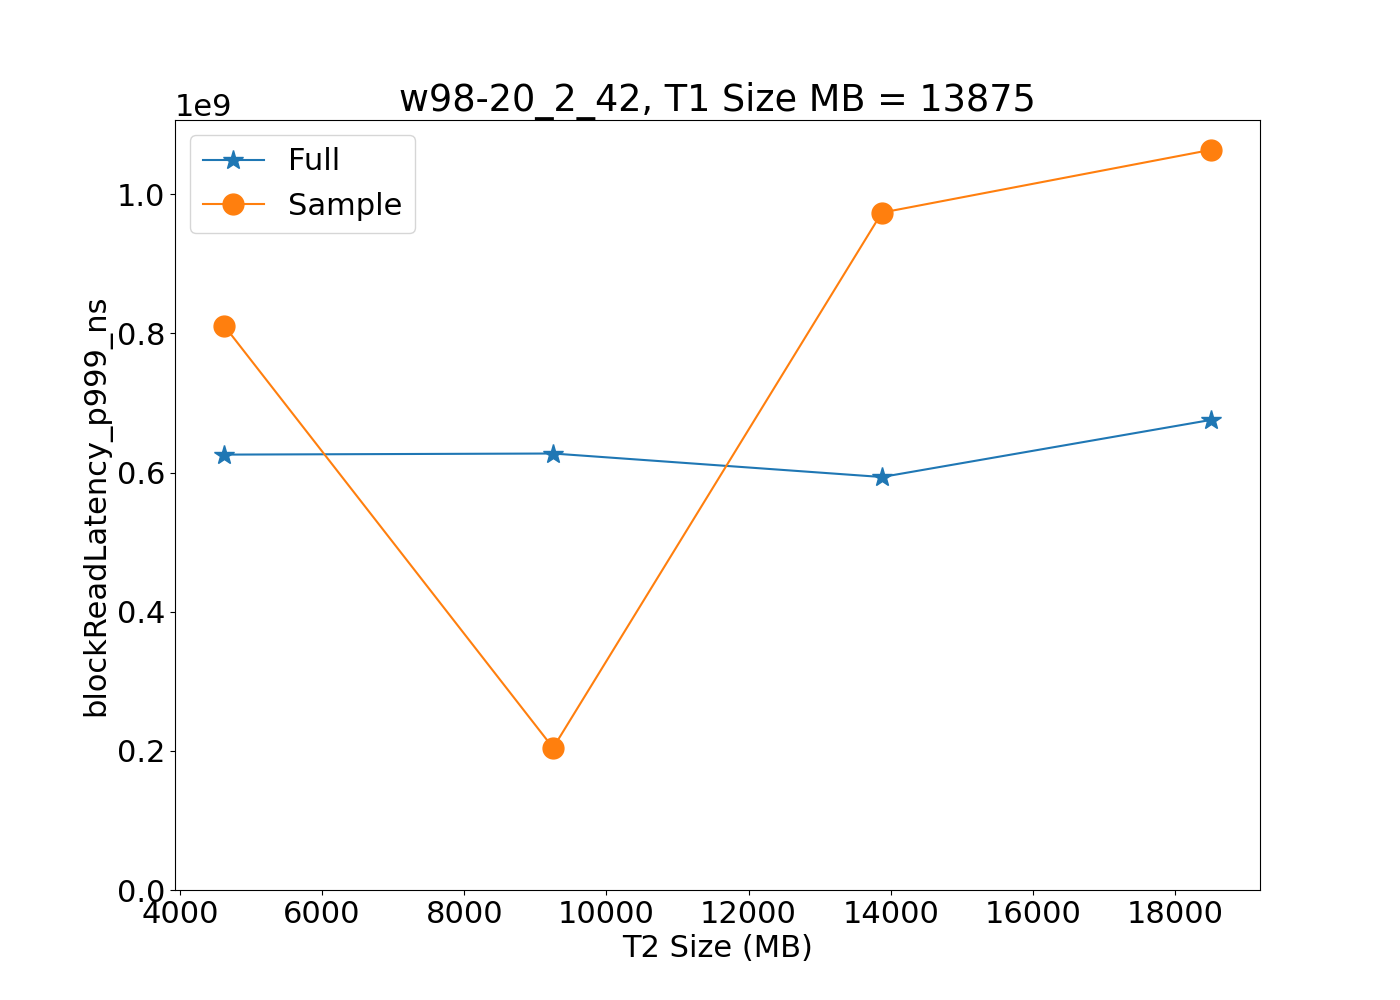 w98-20_2_42, T1 Size MB = 13875
1e9
Full
Sample
1.0
0.8
0.6
0.4
0.2
0.0
blockReadLatency_p999_ns
4000 6000 8000 10000 12000 14000 16000 18000
T2 Size (MB)